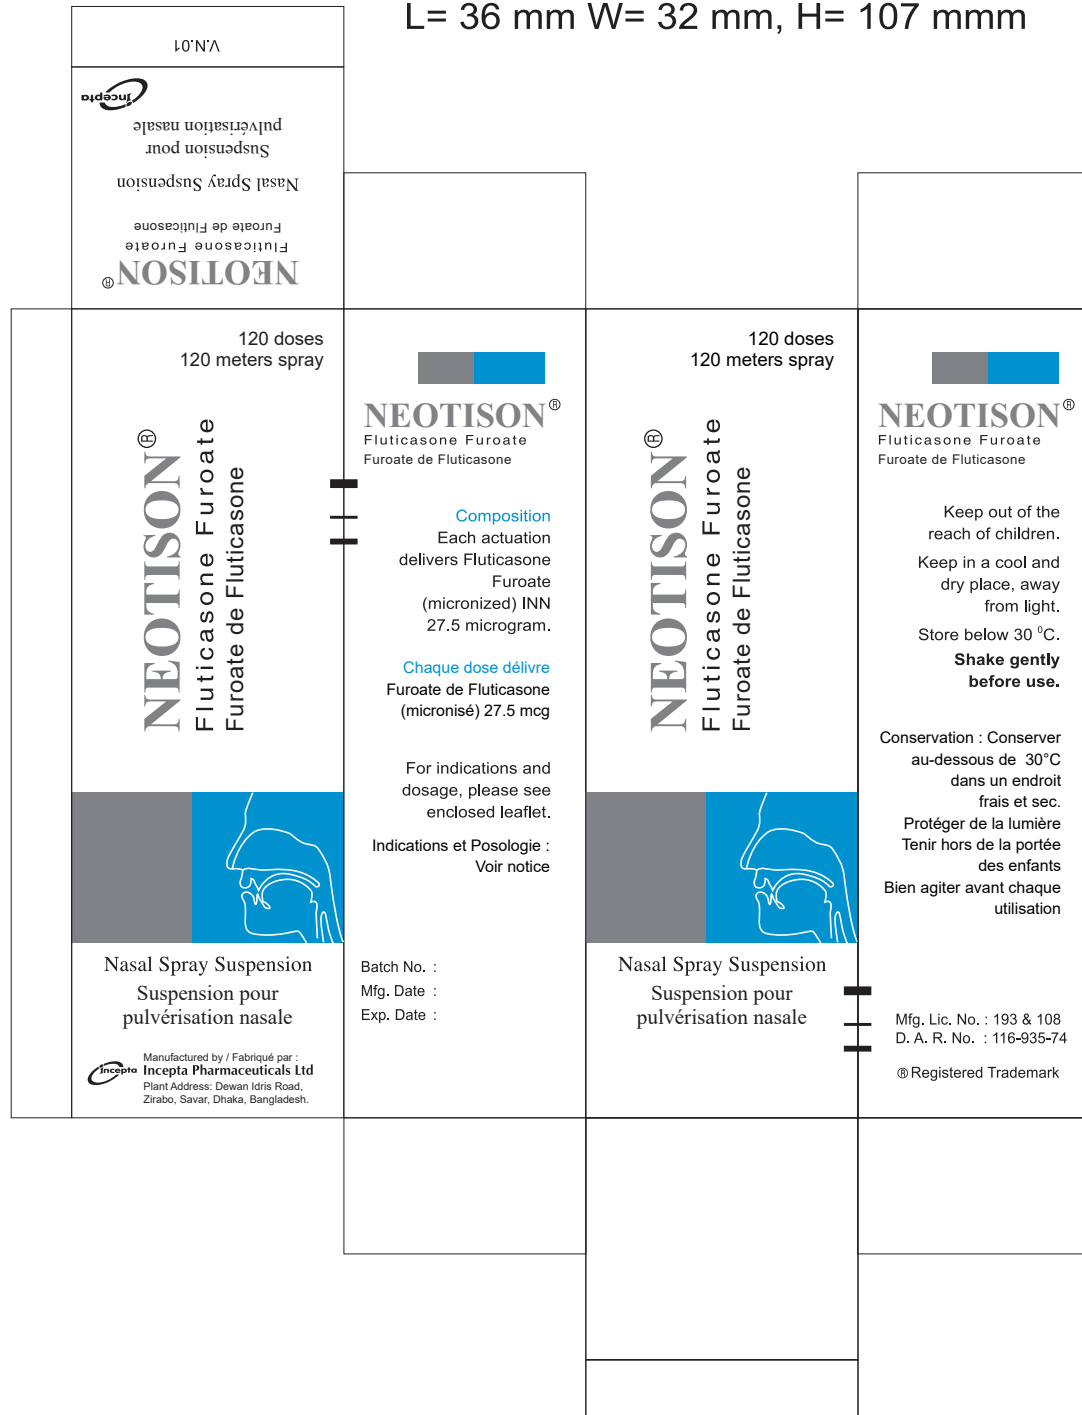 L= 36 mm W= 32 mm, H= 107 mmm
V.N.01
incepta
pulvérisation nasale
Suspension pour
Nasal Spray Suspension
Furoate de Fluticasone
Fluticasone Furoate
NEOTISON®
120 doses
120 meters spray
NEOTISON®
Fluticasone Furoate
Furoate de Fluticasone
Nasal Spray Suspension
Suspension pour
pulvérisation nasale
incepta
Manufactured by / Fabriqué par :
Incepta Pharmaceuticals Ltd
Plant Address: Dewan Idris Road,
Zirabo, Savar, Dhaka, Bangladesh.
NEOTISON®
Fluticasone Furoate
Furoate de Fluticasone
Composition
Each actuation
delivers Fluticasone
Furoate
(micronized) INN
27.5 microgram.
Chaque dose délivre
Furoate de Fluticasone
(micronisé) 27.5 mcg
For indications and
dosage, please see
enclosed leaflet.
Indications et Posologie :
Voir notice
Batch No. :
Mfg. Date :
Exp. Date :
120 doses
120 meters spray
NEOTISON®
Fluticasone Furoate
Furoate de Fluticasone
Nasal Spray Suspension
Suspension pour
pulvérisation nasale
NEOTISON®
Fluticasone Furoate
Furoate de Fluticasone
Keep out of the
reach of children.
Keep in a cool and
dry place, away
from light.
Store below 30 ⁰C.
Shake gently
before use.
Conservation : Conserver
au-dessous de 30°C
dans un endroit
frais et sec.
Protéger de la lumière
Tenir hors de la portée
des enfants
Bien agiter avant chaque
utilisation
Mfg. Lic. No. : 193 & 108
D. A. R. No. : 116-935-74
® Registered Trademark